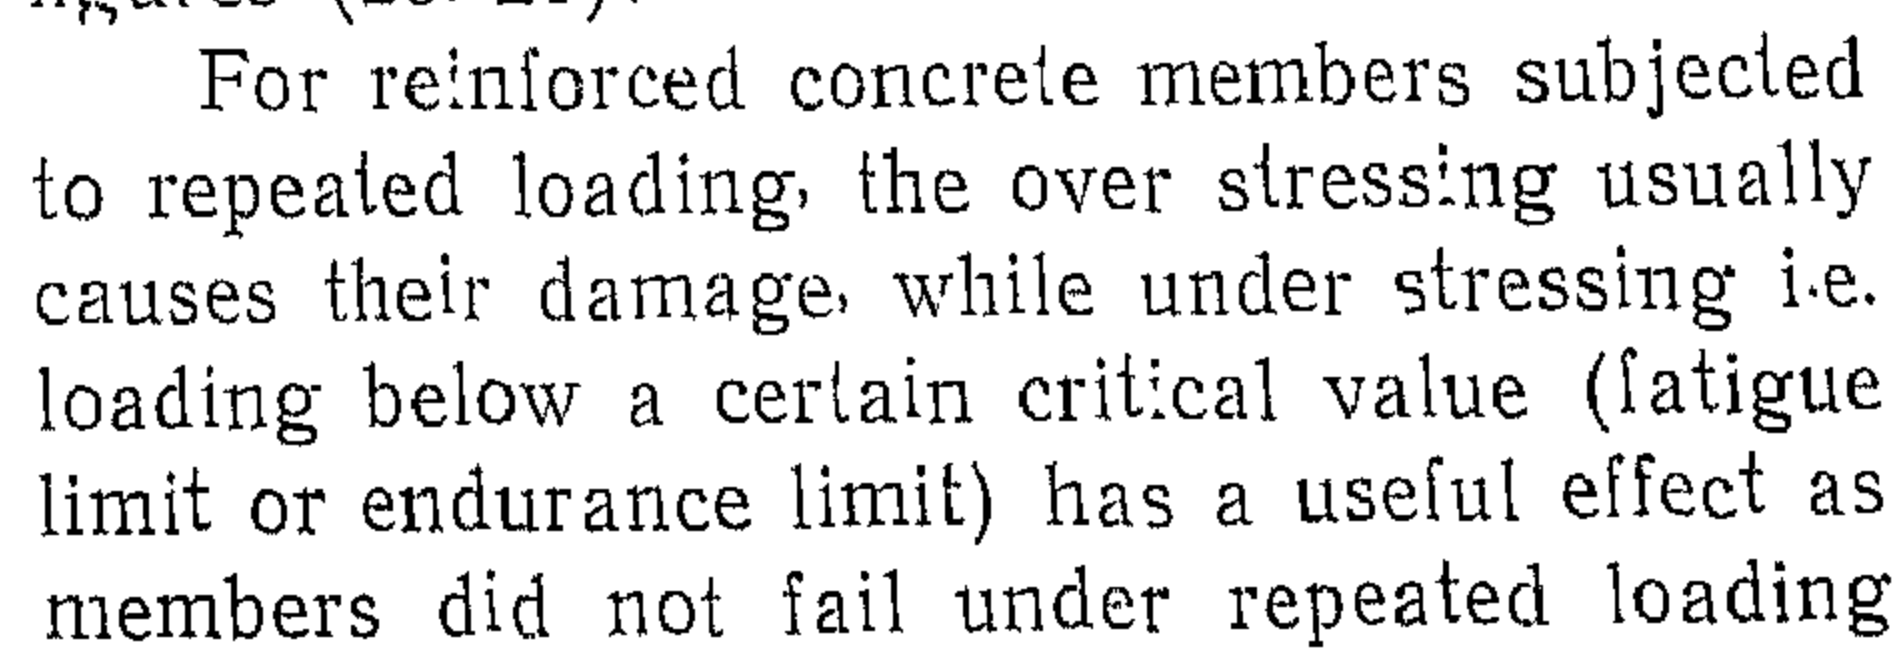 For reinforced concrete members subjected
to repeated loading, the over stressing usually
causes their damage, while under stressing i.e.
loading below a certain critical value (fatigue
limit or endurance limit) has a useful effect as
members did not fail under repeated loading